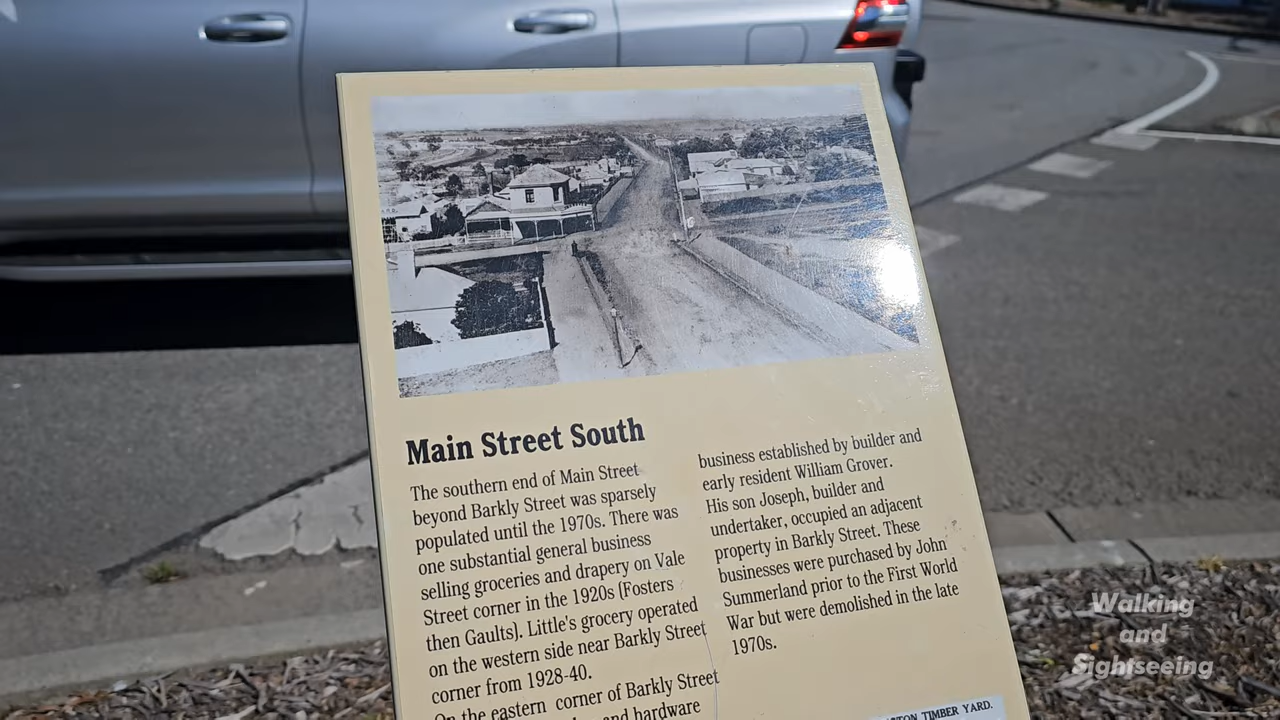 Main Street South
The southern end of Main Street
beyond Barkly Street was sparsely
populated until the 1970s. There was
one substantial general business
selling groceries and drapery on Vale
Street corner in the 1920s (Fosters
then Gaults). Little's grocery operated
on the western side near Barkly Street
corner from 1928-40.
On the eastern corner of Barkly Street
and hardware
business established by builder and
early resident William Grover.
His son Joseph, builder and
undertaker, occupied an adjacent
property in Barkly Street. These
businesses were purchased by John
Summerland prior to the First World
War but were demolished in the late
1970s.
TIMBER YARD.
Walking
and
Sightseeing